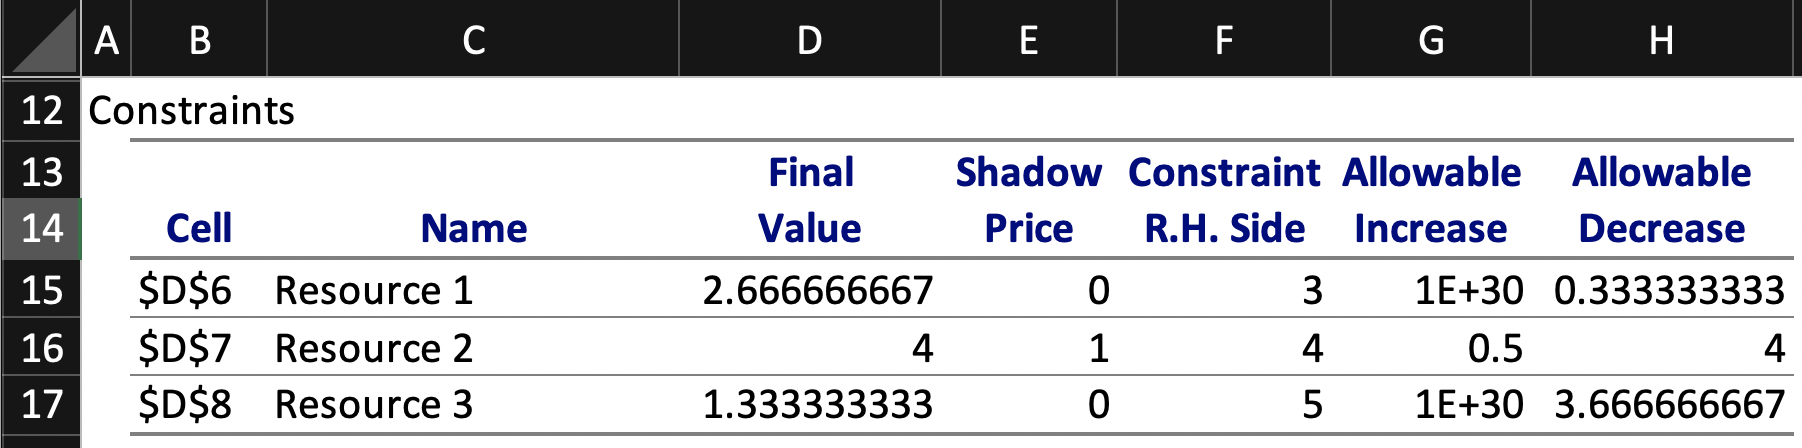 A B C D E F G H
12 Constraints
13 Final Shadow Constraint Allowable Allowable
14 Cell Name Value Price R.H. Side Increase Decrease
15 $D$6 Resource 1 2.666666667 0 3 1E+30 0.333333333
16 $D$7 Resource 2 4 1 4 0.5 4
17 $D$8 Resource 3 1.333333333 0 5 1E+30 3.666666667